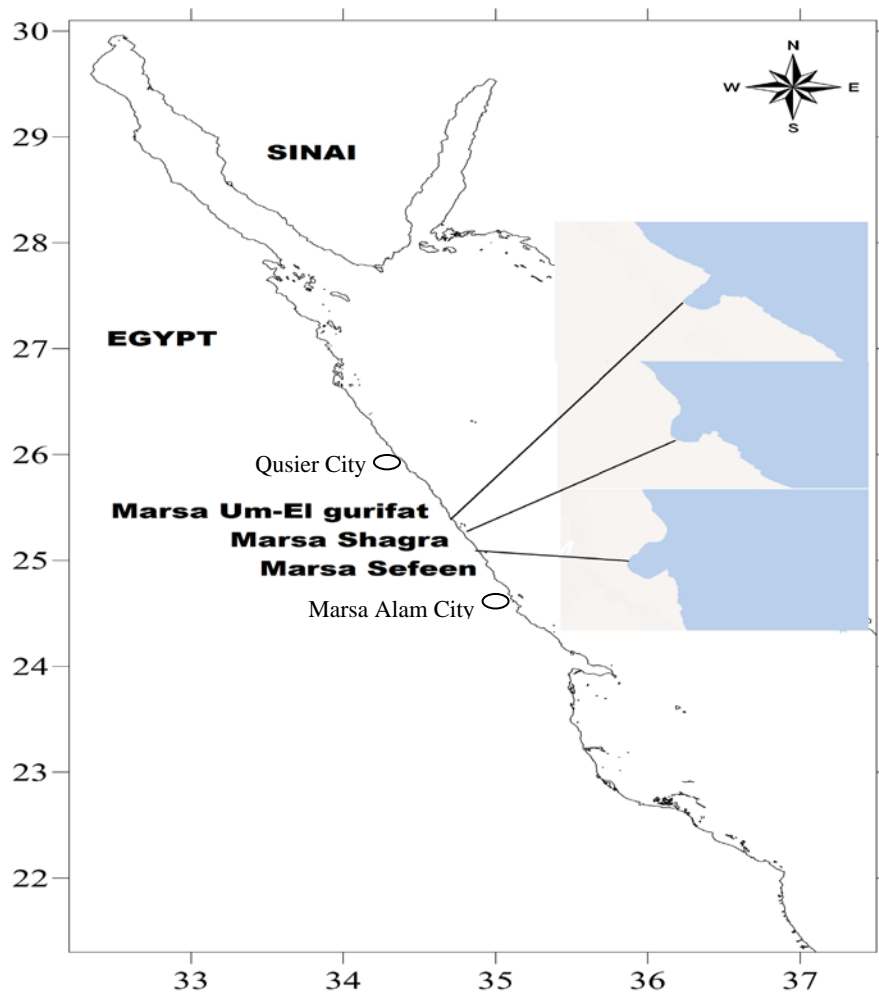 30
N
W
E
S
29
SINAI
28
27
EGYPT
26
Qusier City
Marsa Um-El gurifat
Marsa Shagra
25
Marsa Sefeen
Marsa Alam City
24
23
22
33
34
35
36
37